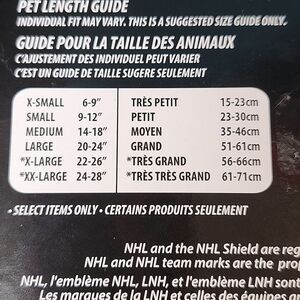 PET LENGTH GUIDE
INDIVIDUAL FIT MAY VARY. THIS IS A SUGGESTED SIZE GUIDE ONLY.
GUIDE POUR LA TAILLE DES ANIMAUX
L'AJUSTEMENT DES INDIVIDUEL PEUT VARIER
C'EST UN GUIDE DE TAILLE SUGERE SEULEMENT
X-SMALL 6-9" TRÈS PETIT 15-23cm
SMALL 9-12" PETIT 23-30cm
MEDIUM 14-18" MOYEN 35-46cm
LARGE 20-24" GRAND 51-61cm
*X-LARGE 22-26" *TRÈS GRAND 56-66cm
*XX-LARGE 24-28" *TRÈS TRÈS GRAND 61-71cm
• SELECT ITEMS ONLY • CERTAINS PRODUITS SEULEMENT
NHL and the NHL Shield are reg
NHL and NHL team marks are the prop
NHL, l'emblème NHL, LNH, et l'emblème LNH sont
Les marques de la LNH et celles des équipes d